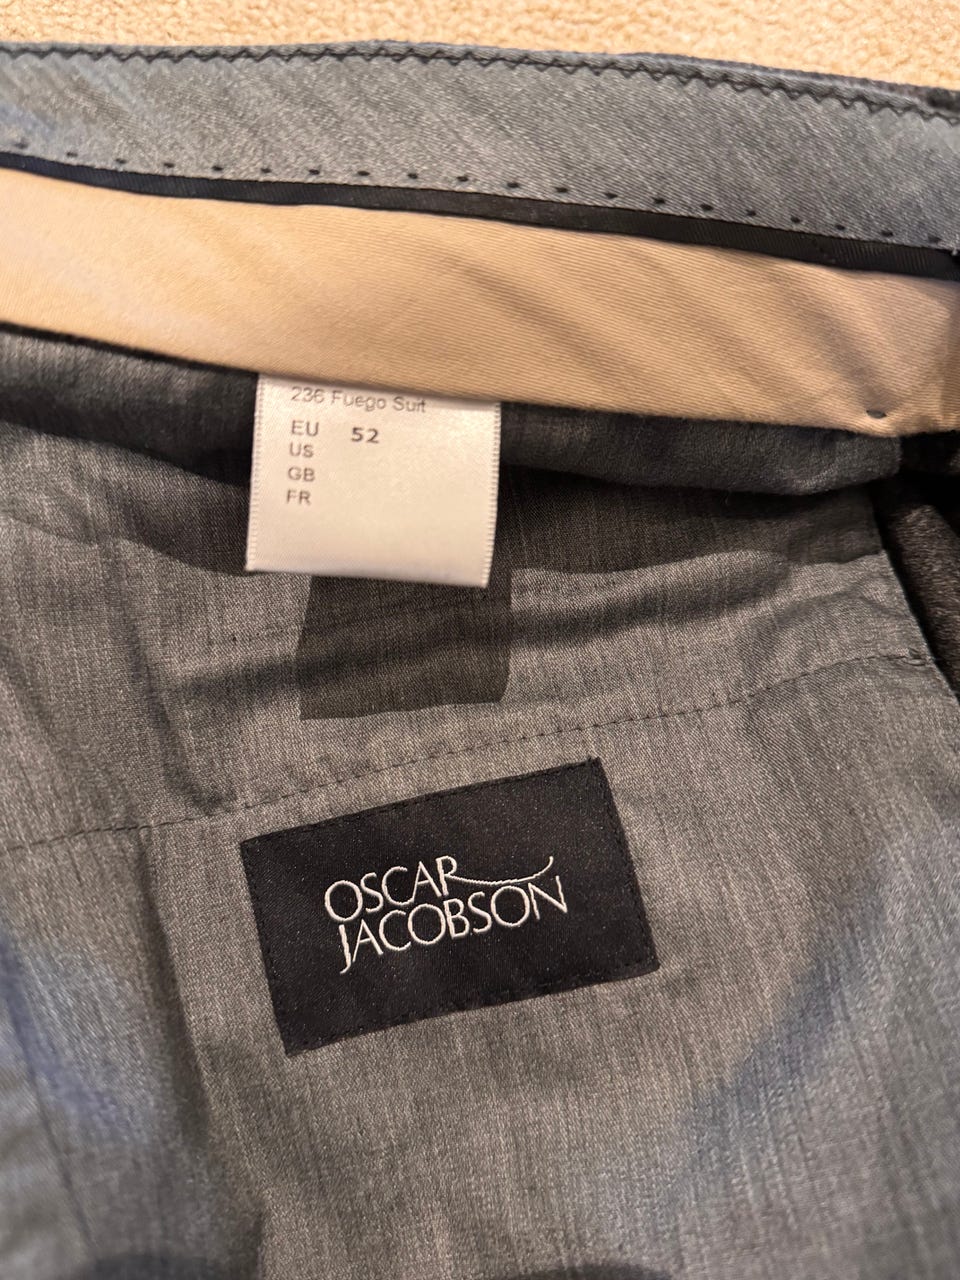 236 Fuego Suit
EU 52
US
GB
FR
OSCAR
JACOBSON